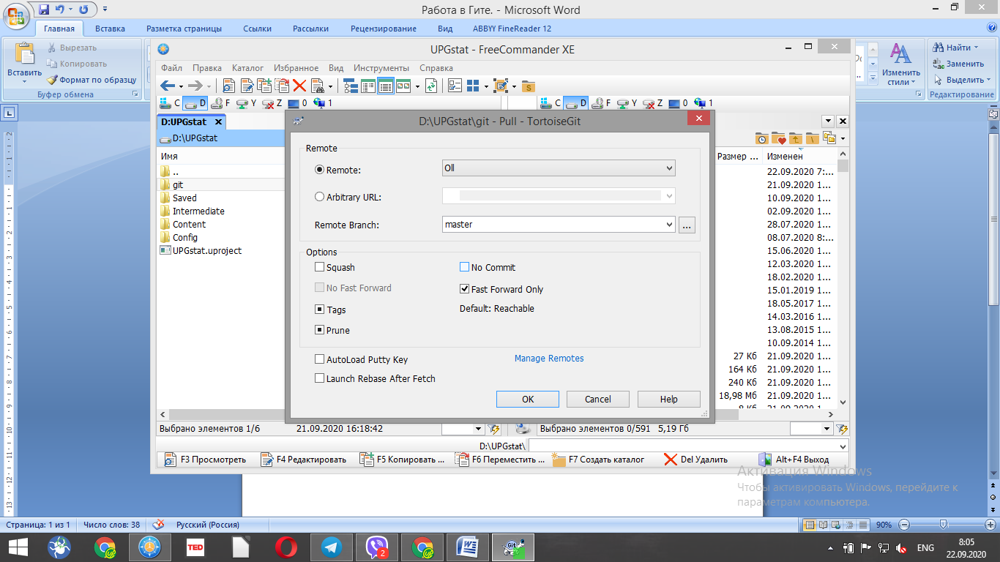 Работа в Гите. - Microsoft Word
Главная Вставка Разметка страницы Ссылки Рассылки Рецензирование Вид ABBYY FineReader 12
Вставить
Вырезать
Копировать
Формат по образцу
Буфер обмена
Изменить стили
Найти
Заменить
Выделить
Редактирование
UPGstat - FreeCommander XE
Файл Правка Каталог Избранное Вид Инструменты Справка
C D F Y Z 0 1
C D F Y Z 0 1
D:UPGstat
D:\UPGstat
Имя
..
git
Saved
Intermediate
Content
Config
UPGstat.uproject
D:\UPGstat\git - Pull - TortoiseGit
Remote
Remote: Oll
Arbitrary URL:
Remote Branch: master ...
Options
Squash No Commit
No Fast Forward Fast Forward Only
Tags Default: Reachable
Prune
AutoLoad Putty Key Manage Remotes
Launch Rebase After Fetch
OK Cancel Help
Размер ... Изменен
22.09.2020 7:...
21.09.2020 1...
10.09.2020 1...
02.09.2020 1...
28.07.2020 1...
08.07.2020 8:...
15.06.2020 1...
12.03.2020 1...
18.02.2020 1...
15.01.2019 1...
18.05.2017 1...
14.03.2016 1...
13.08.2015 1...
10.09.2014 1...
27 Кб 21.09.2020 1...
164 Кб 21.09.2020 1...
240 Кб 21.09.2020 1...
18,98 Мб 21.09.2020 1...
8 Кб 21.09.2020 1...
Выбрано элементов 1/6 21.09.2020 16:18:42
Выбрано элементов 0/591 5,19 Гб
D:\UPGstat\
F3 Просмотреть F4 Редактировать F5 Копировать ... F6 Переместить ... F7 Создать каталог Del Удалить Alt+F4 Выход
Активация Windows
Чтобы активировать Windows, перейдите к
параметрам компьютера.
Страница: 1 из 1 Число слов: 38 Русский (Россия) 90%
TED
2
Git
ENG
8:05
22.09.2020